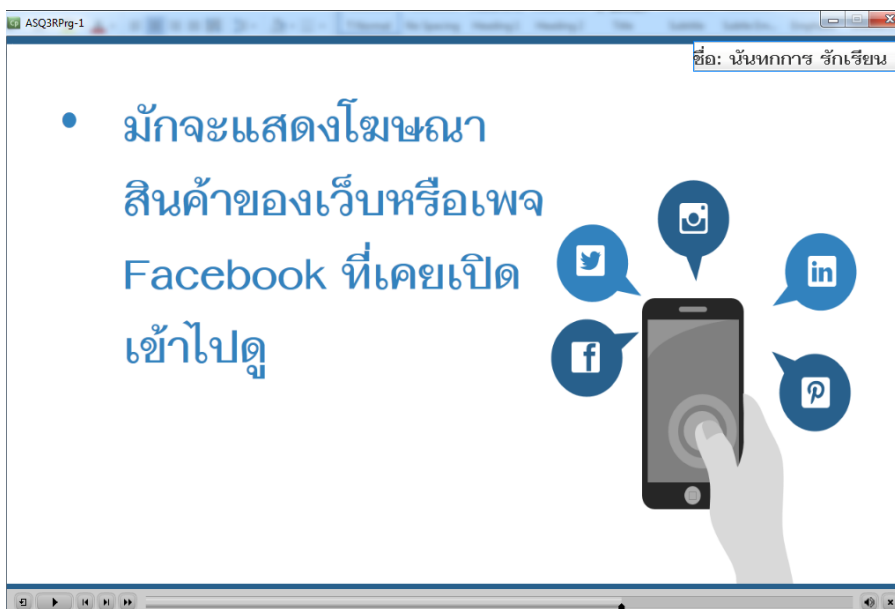 ASQ3RPrg-1
ชื่อ: นันทกการ รักเรียน
• มักจะแสดงโฆษณา
สินค้าของเว็บหรือเพจ
Facebook ที่เคยเปิด
เข้าไปดู
in